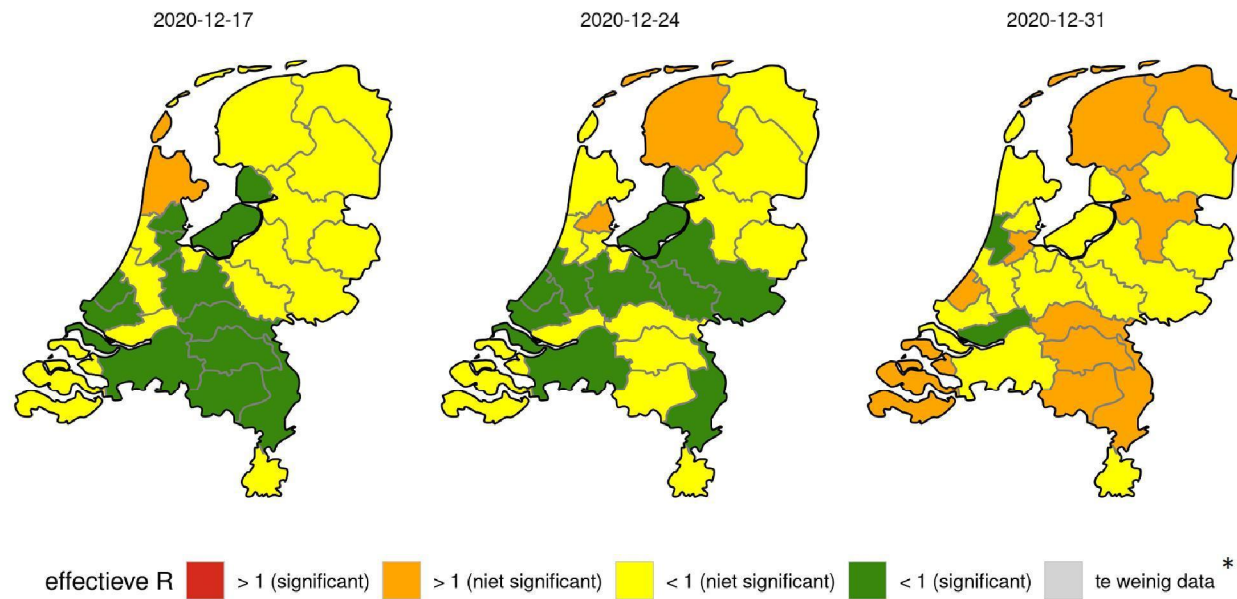 2020-12-17 2020-12-24 2020-12-31
effectieve R > 1 (significant) > 1 (niet significant) < 1 (niet significant) < 1 (significant) te weinig data *